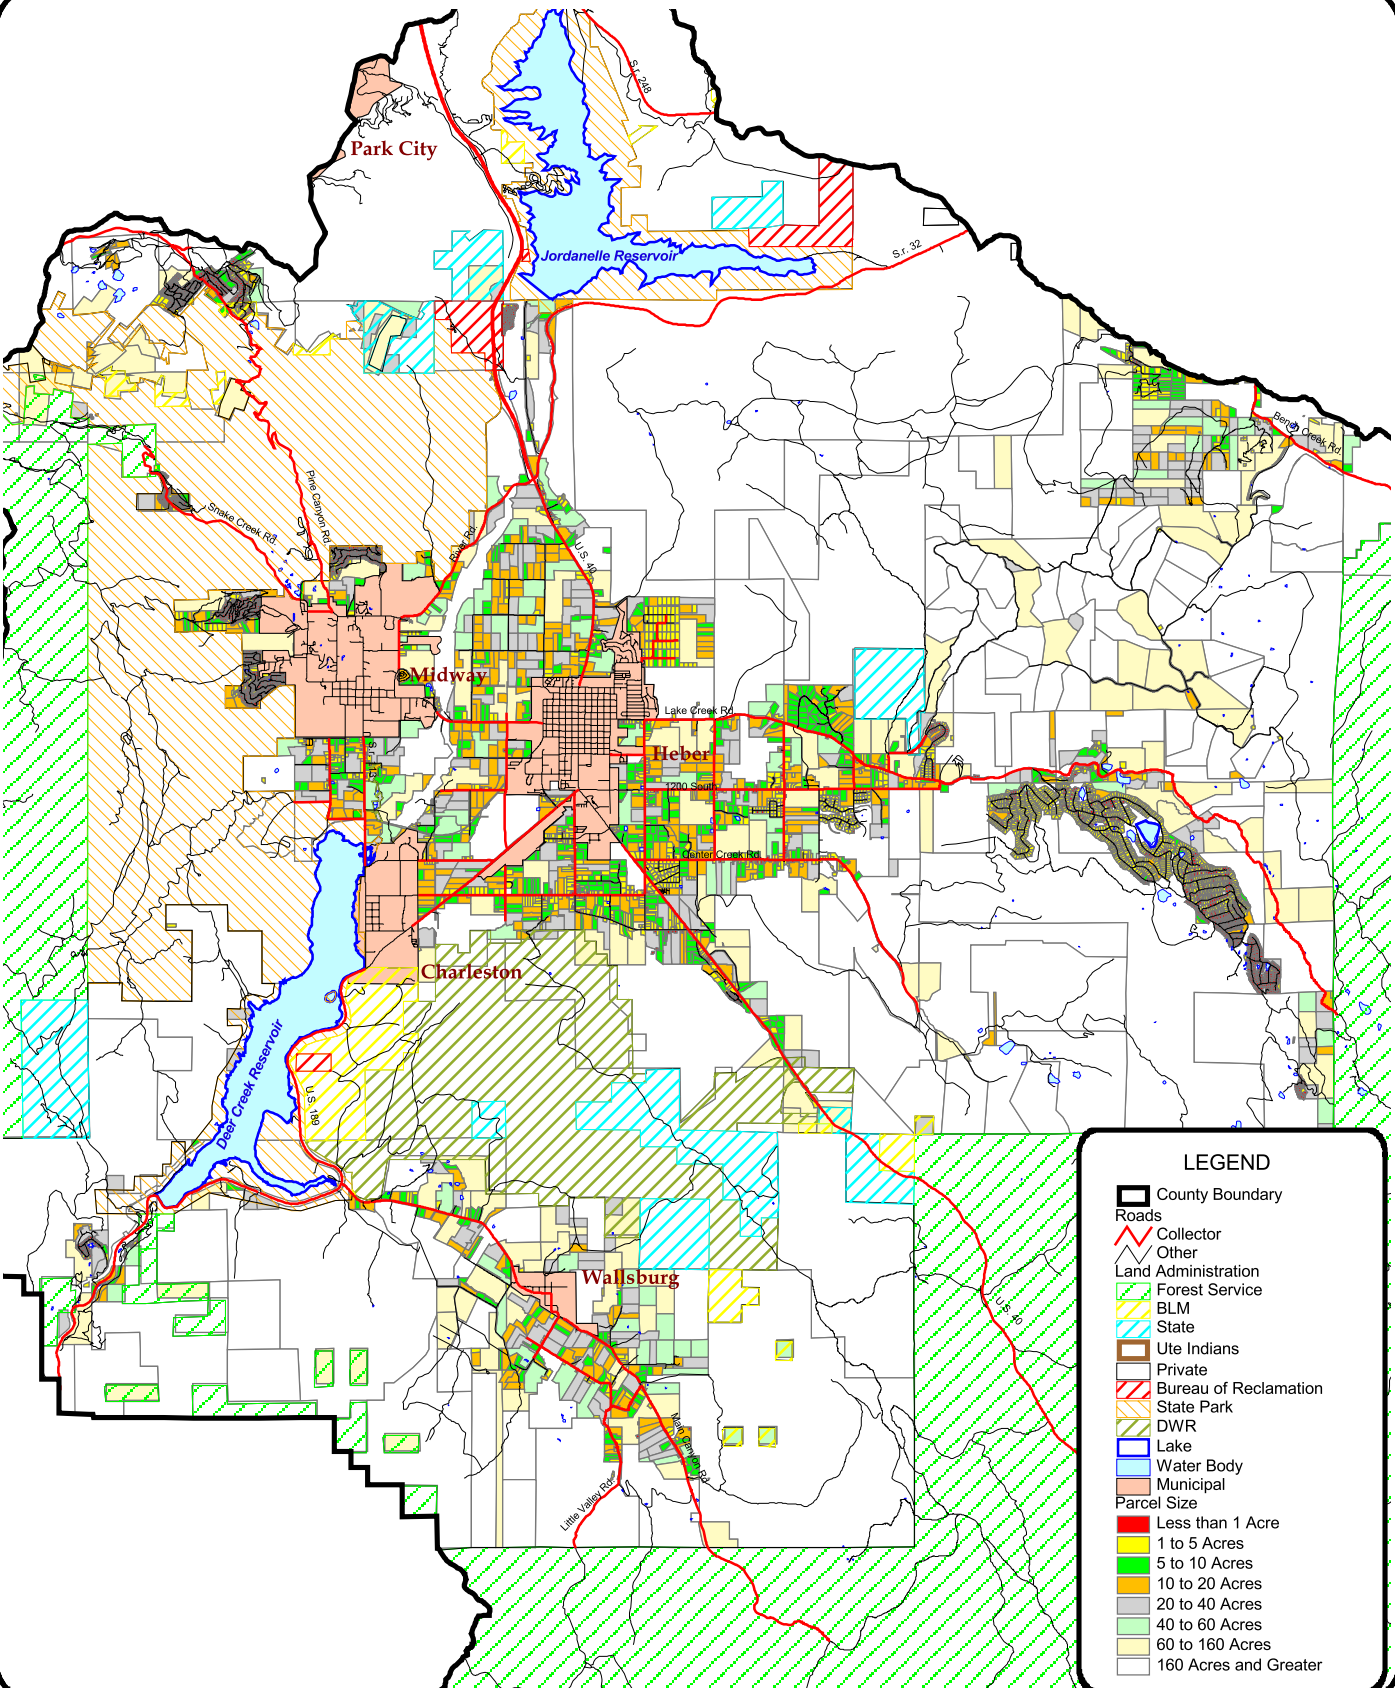 S.r. 248
Park City
Jordanelle Reservoir
S.r. 32
Bench Creek Rd.
Pine Canyon Rd.
Snake Creek Rd.
River Rd.
U.S. 40
Midway
Lake Creek Rd.
Heber
S.r. 113
1200 South
Center Creek Rd.
Charleston
Deer Creek Reservoir
U.S. 189
Wallsburg
U.S. 40
Main Canyon Rd.
Little Valley Rd.
LEGEND
County Boundary
Roads
Collector
Other
Land Administration
Forest Service
BLM
State
Ute Indians
Private
Bureau of Reclamation
State Park
DWR
Lake
Water Body
Municipal
Parcel Size
Less than 1 Acre
1 to 5 Acres
5 to 10 Acres
10 to 20 Acres
20 to 40 Acres
40 to 60 Acres
60 to 160 Acres
160 Acres and Greater